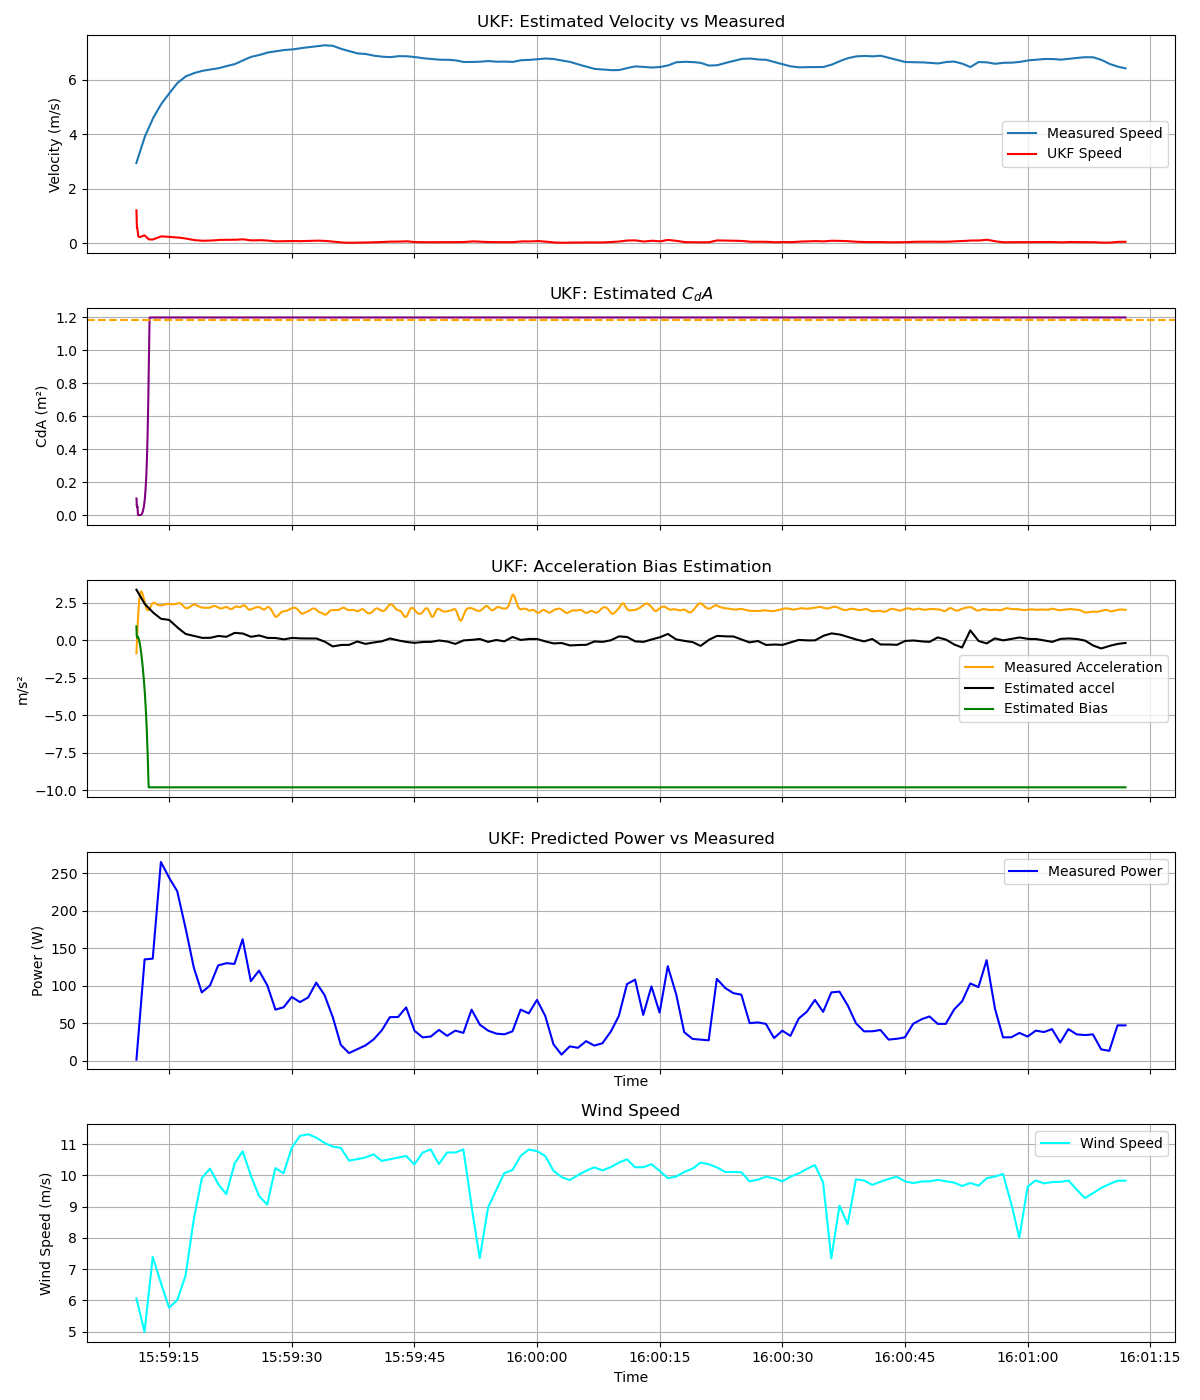 UKF: Estimated Velocity vs Measured
Velocity (m/s)
6
4
2
0
Measured Speed
UKF Speed
UKF: Estimated CdA
CdA (m²)
1.2
1.0
0.8
0.6
0.4
0.2
0.0
UKF: Acceleration Bias Estimation
m/s²
2.5
0.0
−2.5
−5.0
−7.5
−10.0
Measured Acceleration
Estimated accel
Estimated Bias
UKF: Predicted Power vs Measured
Power (W)
250
200
150
100
50
0
Measured Power
Time
Wind Speed
Wind Speed (m/s)
11
10
9
8
7
6
5
Wind Speed
15:59:15 15:59:30 15:59:45 16:00:00 16:00:15 16:00:30 16:00:45 16:01:00 16:01:15
Time